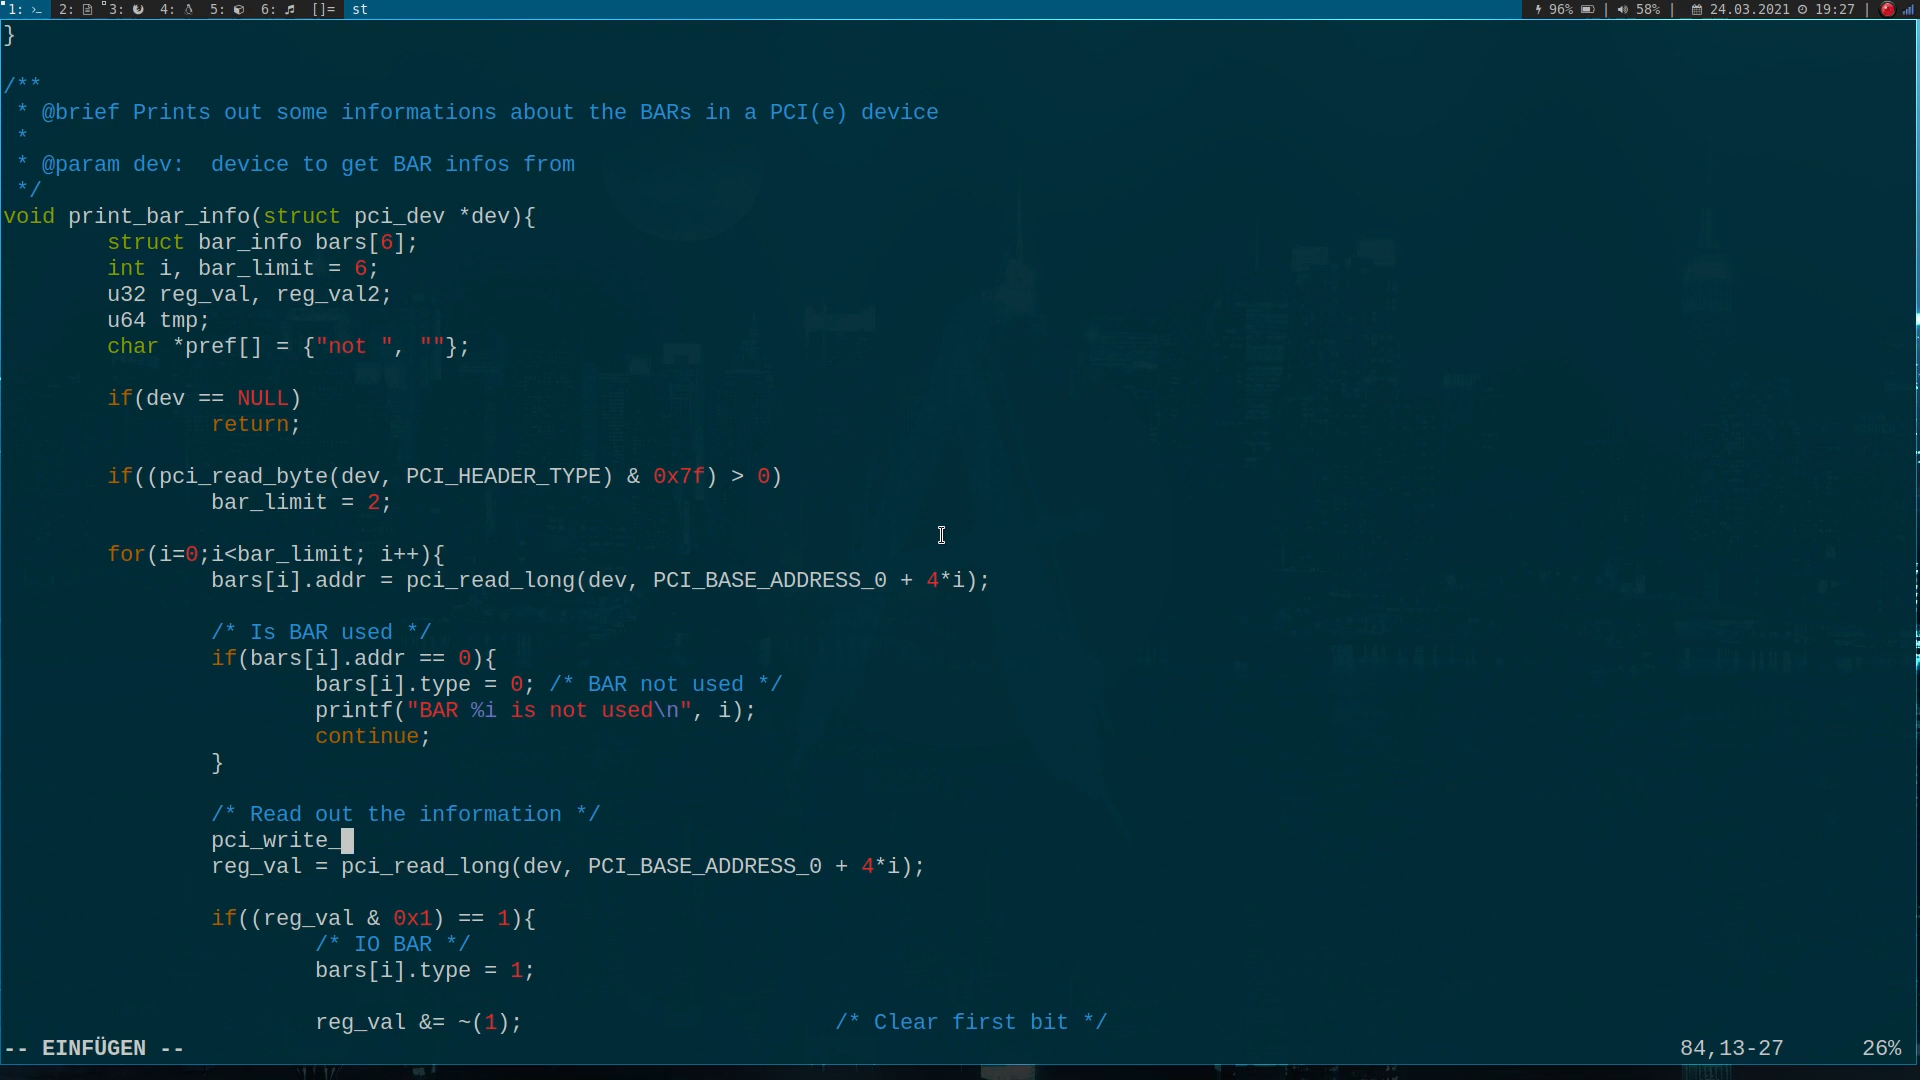 1: 2: 3: 4: 5: 6: []= st 96% | 58% | 24.03.2021 19:27 |
}
/**
 * @brief Prints out some informations about the BARs in a PCI(e) device
 *
 * @param dev:  device to get BAR infos from
 */
void print_bar_info(struct pci_dev *dev){
        struct bar_info bars[6];
        int i, bar_limit = 6;
        u32 reg_val, reg_val2;
        u64 tmp;
        char *pref[] = {"not ", ""};
        if(dev == NULL)
                return;
        if((pci_read_byte(dev, PCI_HEADER_TYPE) & 0x7f) > 0)
                bar_limit = 2;
        for(i=0;i<bar_limit; i++){
                bars[i].addr = pci_read_long(dev, PCI_BASE_ADDRESS_0 + 4*i);
                /* Is BAR used */
                if(bars[i].addr == 0){
                        bars[i].type = 0; /* BAR not used */
                        printf("BAR %i is not used\n", i);
                        continue;
                }
                /* Read out the information */
                pci_write_
                reg_val = pci_read_long(dev, PCI_BASE_ADDRESS_0 + 4*i);
                if((reg_val & 0x1) == 1){
                        /* IO BAR */
                        bars[i].type = 1;
                        reg_val &= ~(1);                        /* Clear first bit */
-- EINFÜGEN -- 84,13-27 26%